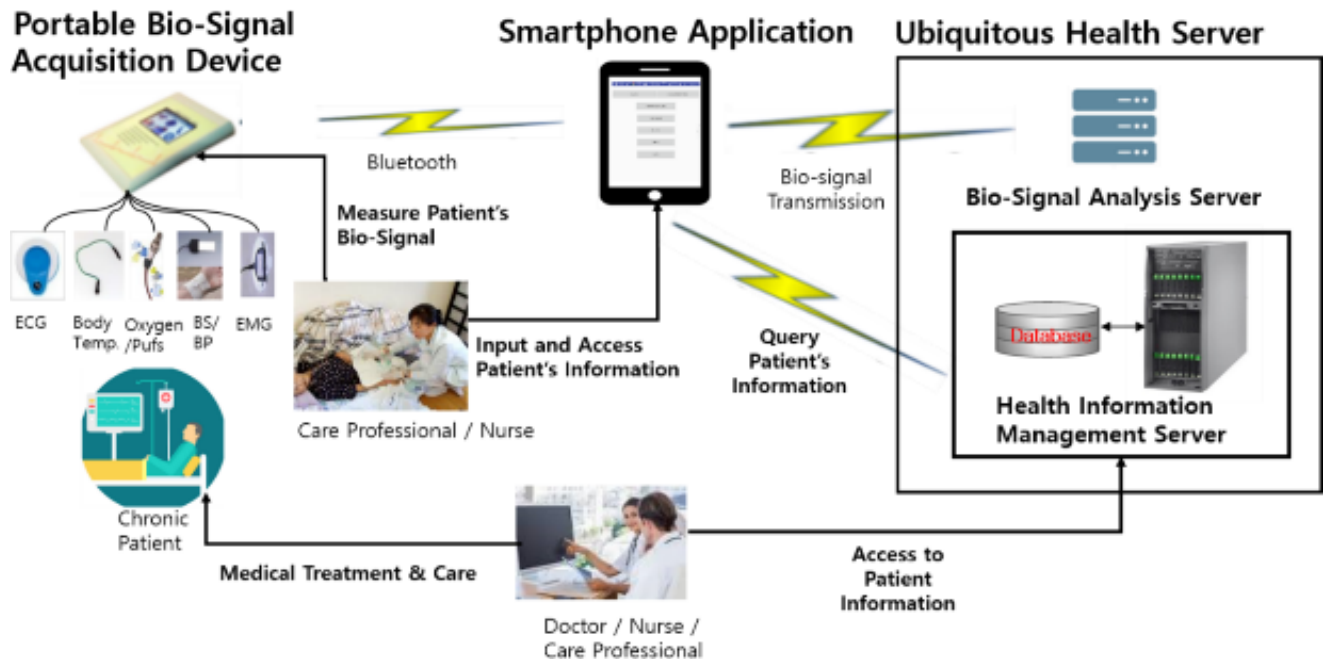 Portable Bio-Signal
Acquisition Device
Smartphone Application
Ubiquitous Health Server
Bluetooth
Bio-signal
Transmission
Bio-Signal Analysis Server
Measure Patient's
Bio-Signal
ECG
Body
Temp.
Oxygen
/Pufs
BS/
BP
EMG
Input and Access
Patient's Information
Query
Patient's
Information
Database
Health Information
Management Server
Care Professional / Nurse
Chronic
Patient
Medical Treatment & Care
Access to
Patient
Information
Doctor / Nurse /
Care Professional